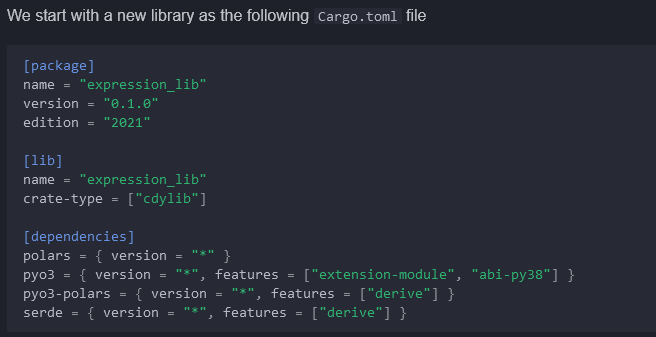 We start with a new library as the following Cargo.toml file
[package]
name = "expression_lib"
version = "0.1.0"
edition = "2021"
[lib]
name = "expression_lib"
crate-type = ["cdylib"]
[dependencies]
polars = { version = "*" }
pyo3 = { version = "*", features = ["extension-module", "abi-py38"] }
pyo3-polars = { version = "*", features = ["derive"] }
serde = { version = "*", features = ["derive"] }